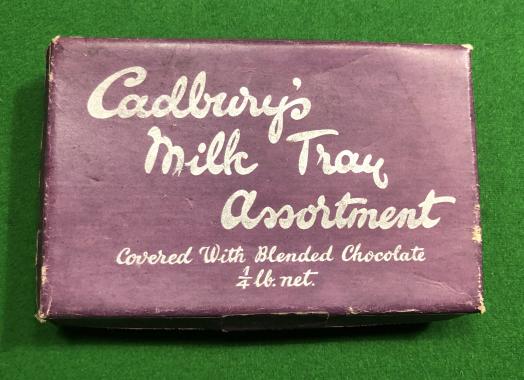 Cadbury's
Milk Tray
Assortment
Covered With Blended Chocolate
¼ lb. net.